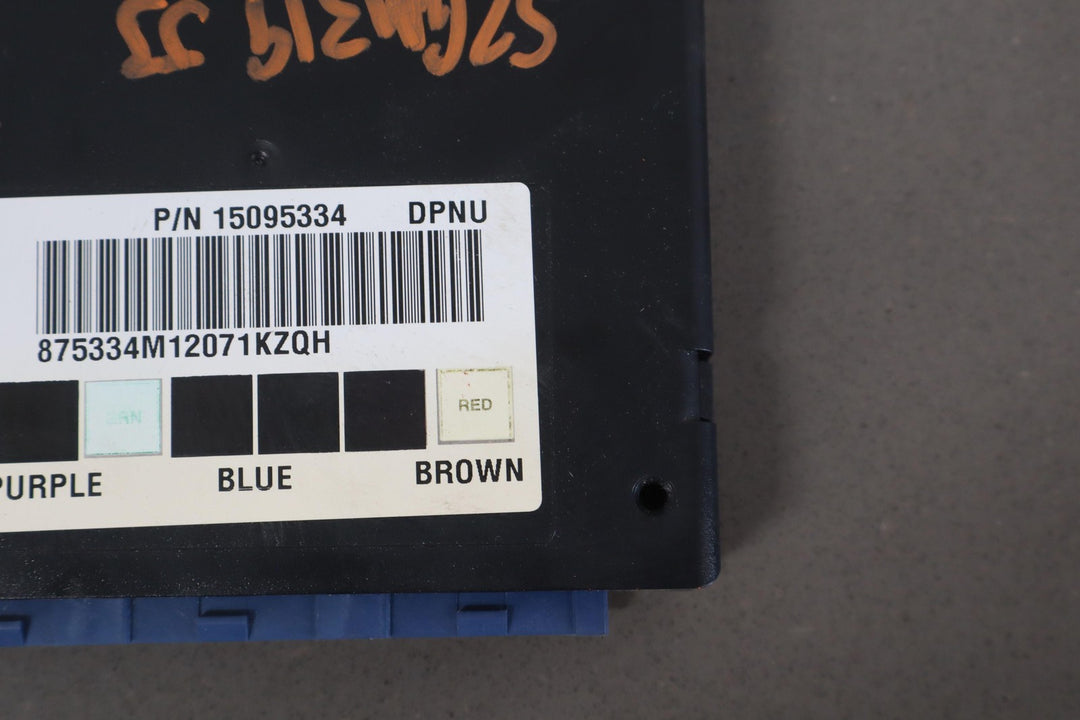 P/N 15095334 DPNU
875334M12071KZQH
GRN RED
PURPLE BLUE BROWN